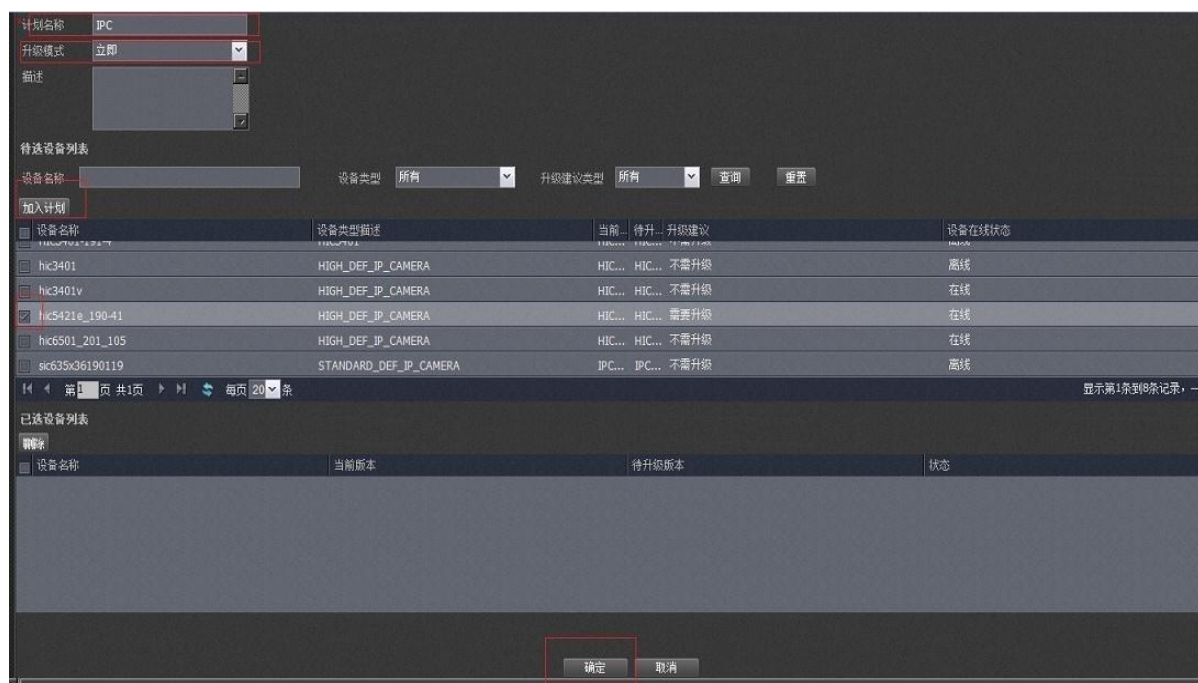 计划名称 IPC
升级模式 立即
描述
待选设备列表
设备名称 设备类型 所有 升级建议类型 所有 查询 重置
加入计划
设备名称 设备类型描述 当前... 待升... 升级建议 设备在线状态
hic3401 HIGH_DEF_IP_CAMERA HIC... HIC... 不需升级 离线
hic3401v HIGH_DEF_IP_CAMERA HIC... HIC... 不需升级 在线
hic5421e_190-41 HIGH_DEF_IP_CAMERA HIC... HIC... 需要升级 在线
hic6501_201_105 HIGH_DEF_IP_CAMERA HIC... HIC... 不需升级 在线
sic635x36190119 STANDARD_DEF_IP_CAMERA IPC... IPC... 不需升级 离线
第1页 共1页 每页 20 条 显示第1条到8条记录,一
已选设备列表
删除
设备名称 当前版本 待升级版本 状态
确定 取消